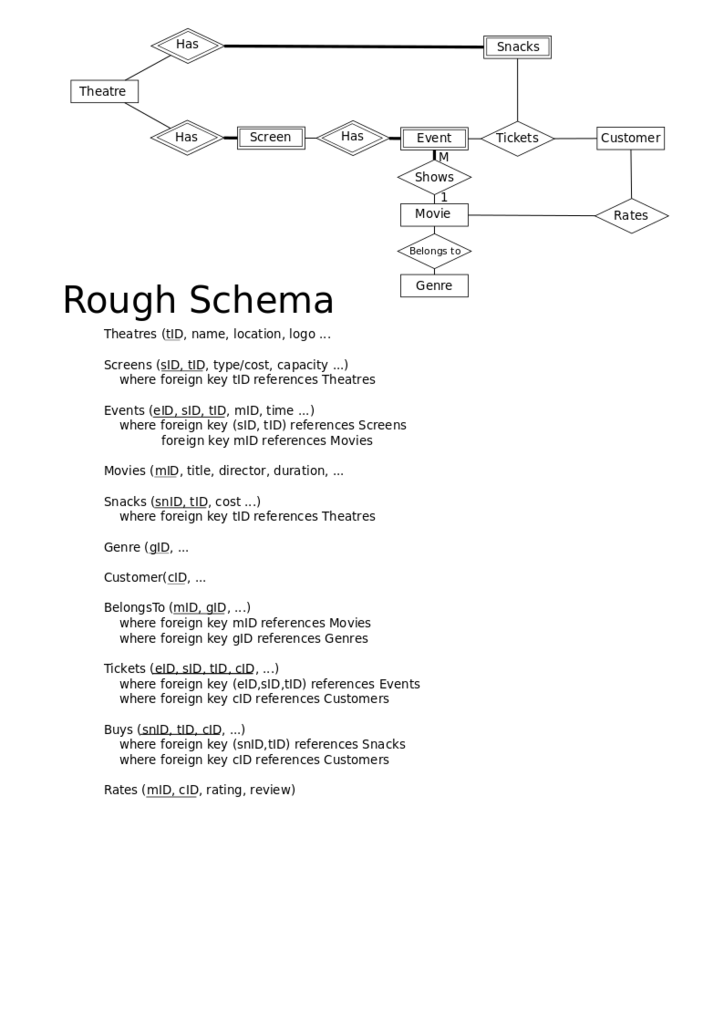 Has
Snacks
Theatre
Has
Screen
Has
Event
Tickets
Customer
M
Shows
1
Movie
Rates
Belongs to
Genre
Rough Schema
Theatres (tID, name, location, logo ...
Screens (sID, tID, type/cost, capacity ...)
where foreign key tID references Theatres
Events (eID, sID, tID, mID, time ...)
where foreign key (sID, tID) references Screens
foreign key mID references Movies
Movies (mID, title, director, duration, ...
Snacks (snID, tID, cost ...)
where foreign key tID references Theatres
Genre (gID, ...
Customer(cID, ...
BelongsTo (mID, gID, ...)
where foreign key mID references Movies
where foreign key gID references Genres
Tickets (eID, sID, tID, cID, ...)
where foreign key (eID,sID,tID) references Events
where foreign key cID references Customers
Buys (snID, tID, cID, ...)
where foreign key (snID,tID) references Snacks
where foreign key cID references Customers
Rates (mID, cID, rating, review)